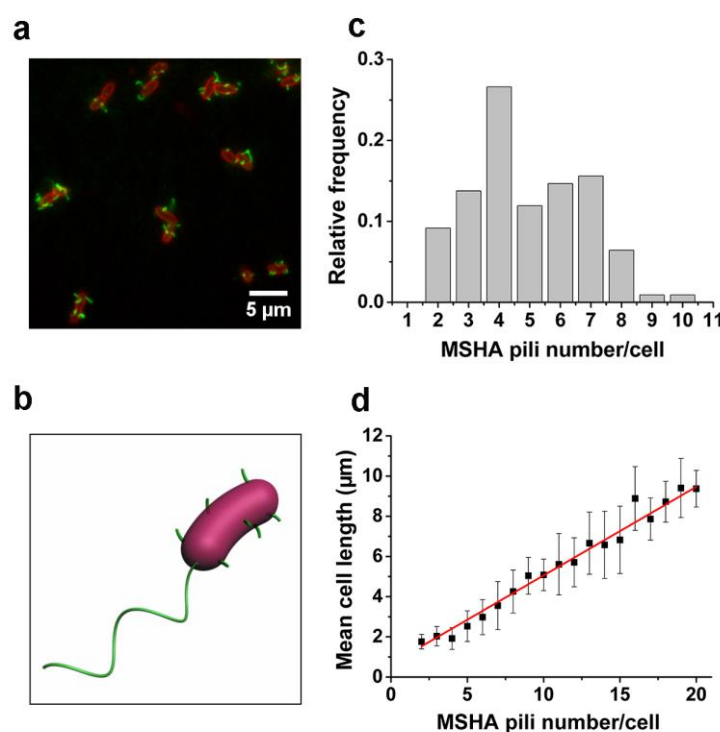 a
5 µm
b
c
0.3
0.2
0.1
0.0
Relative frequency
1 2 3 4 5 6 7 8 9 10 11
MSHA pili number/cell
d
12
10
8
6
4
2
0
Mean cell length (µm)
0 5 10 15 20
MSHA pili number/cell